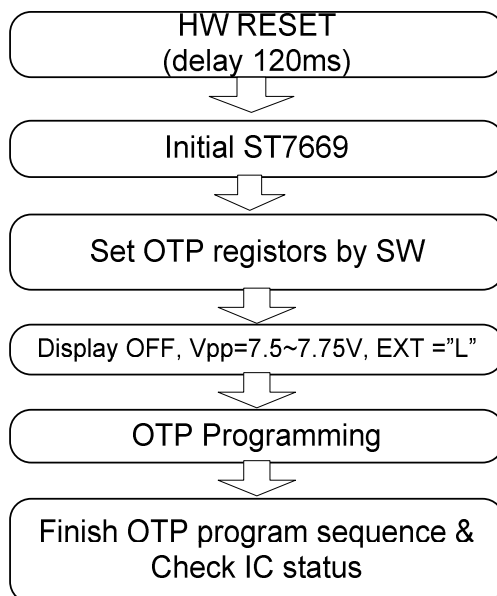 HW RESET
(delay 120ms)
Initial ST7669
Set OTP registors by SW
Display OFF, Vpp=7.5~7.75V, EXT ="L"
OTP Programming
Finish OTP program sequence &
Check IC status